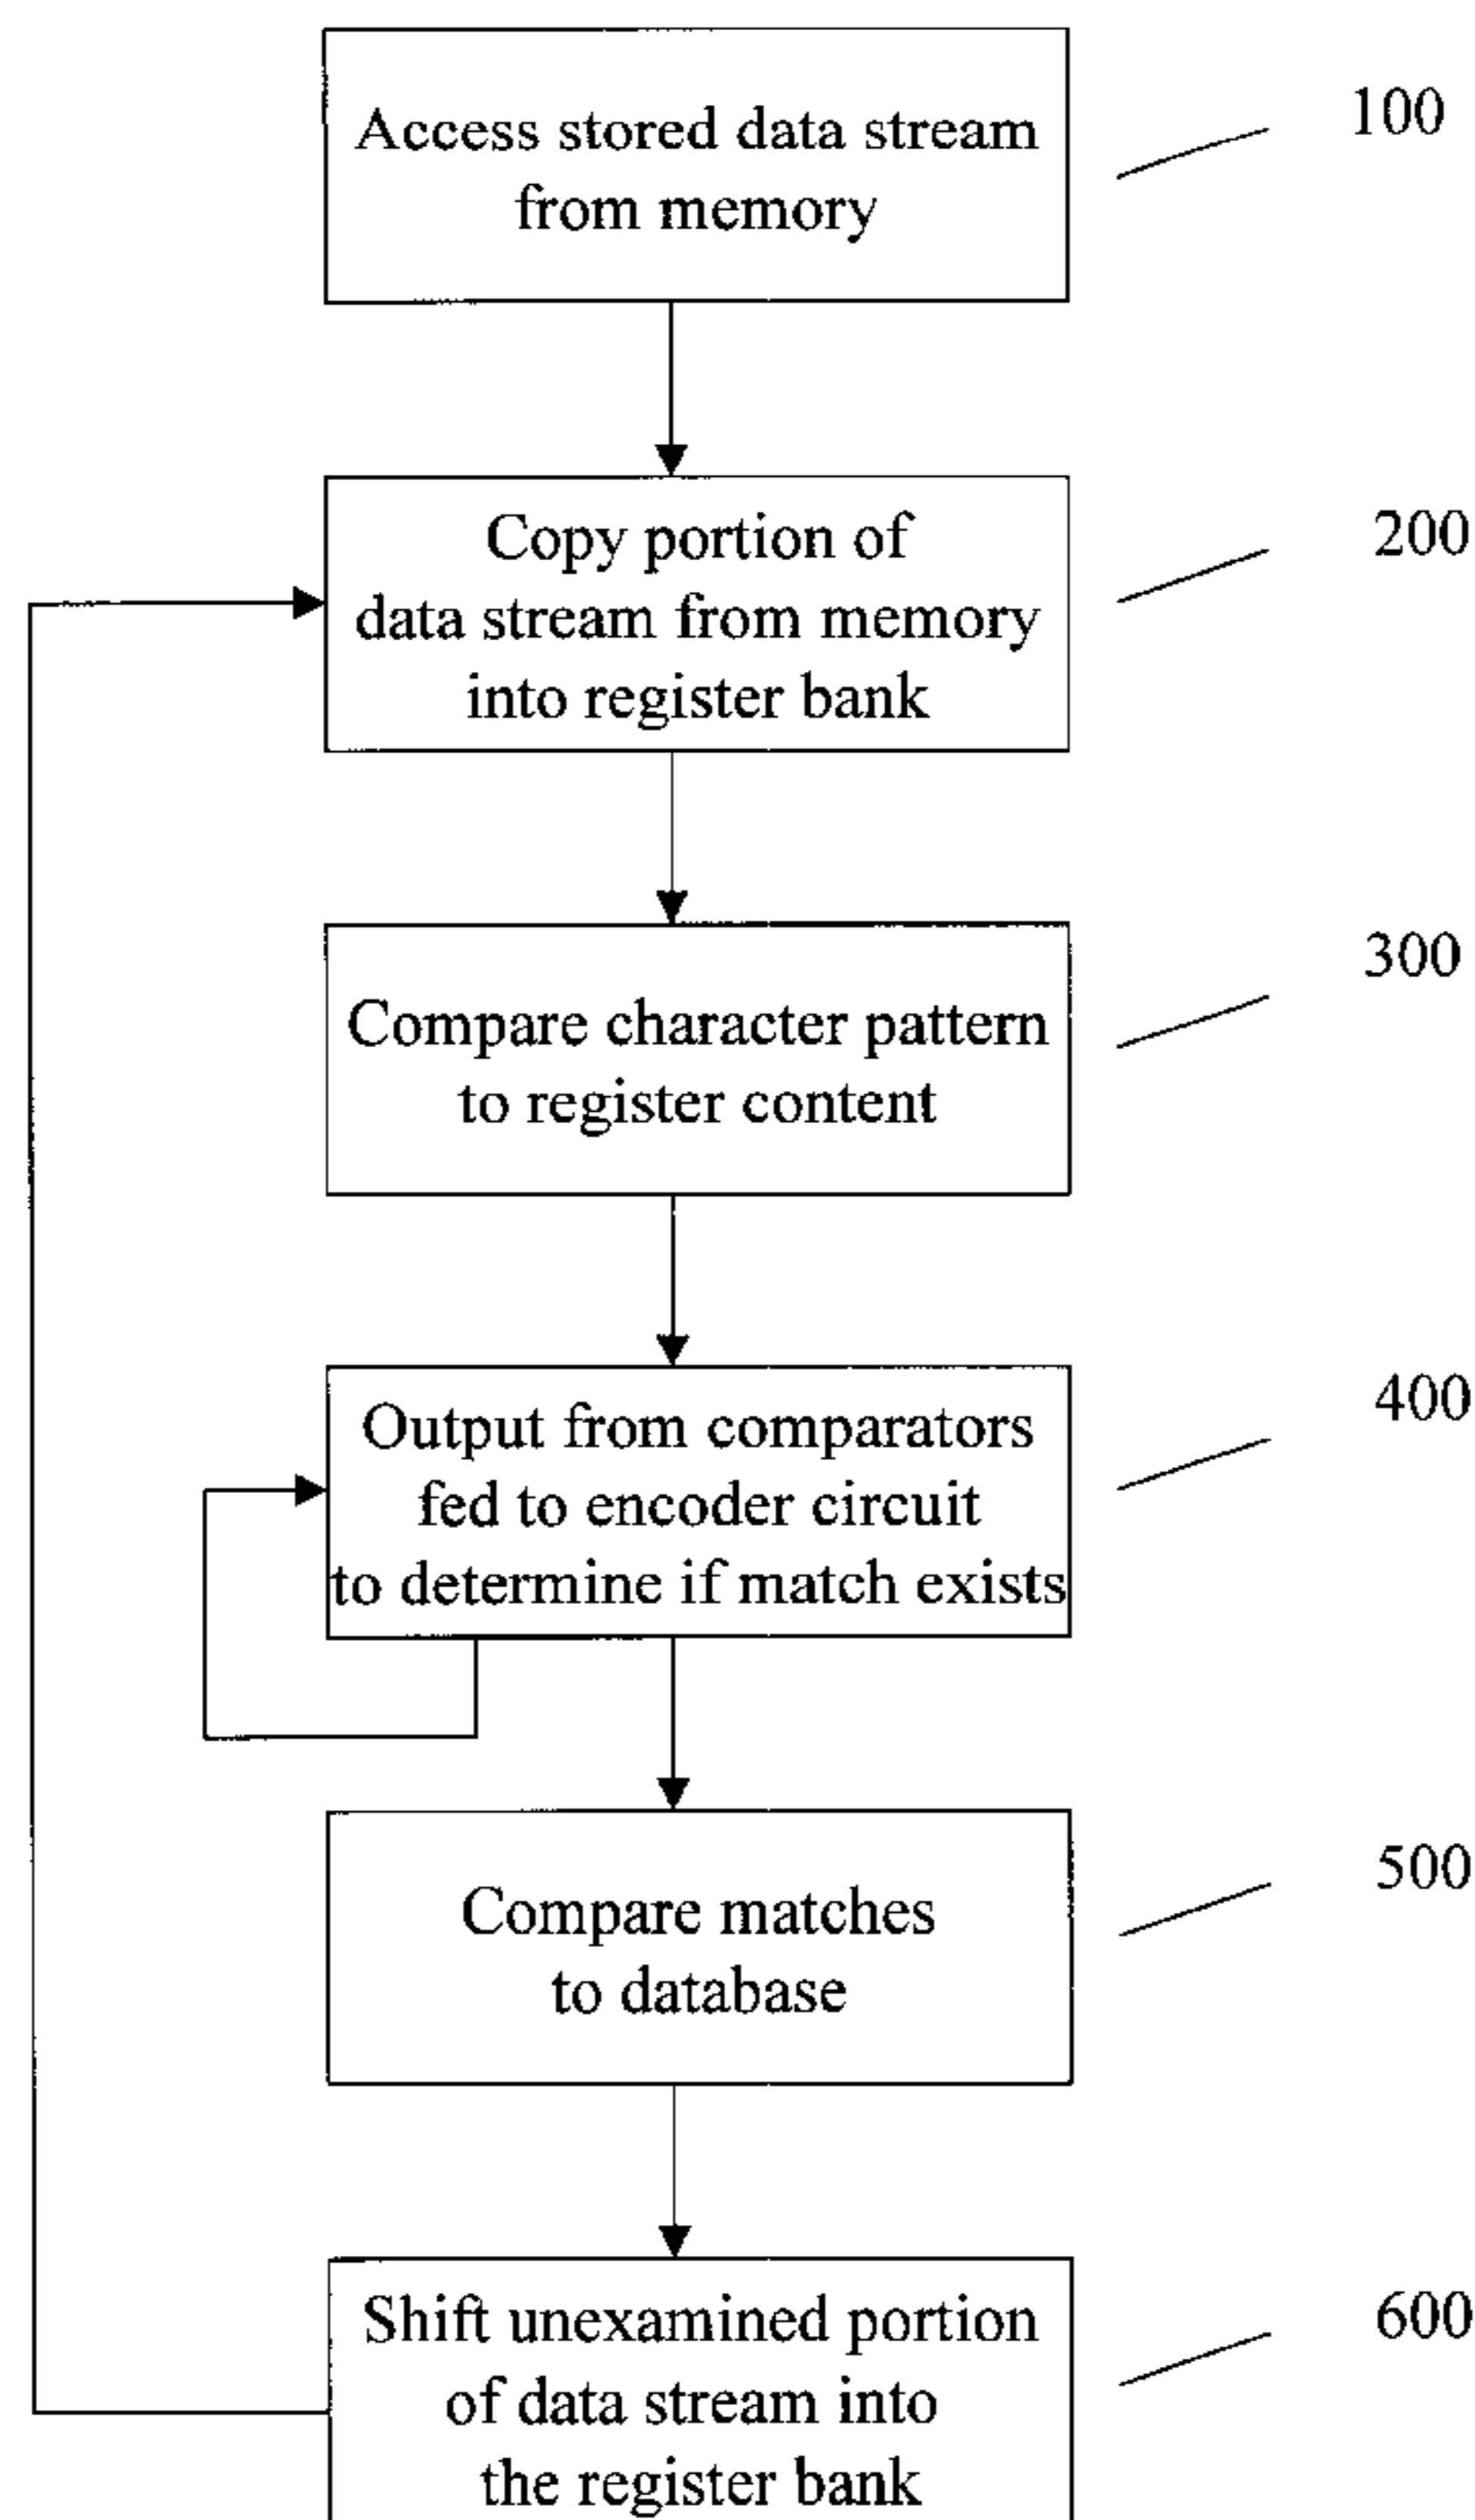 Access stored data stream
from memory
100
Copy portion of
data stream from memory
into register bank
200
Compare character pattern
to register content
300
Output from comparators
fed to encoder circuit
to determine if match exists
400
Compare matches
to database
500
Shift unexamined portion
of data stream into
the register bank
600